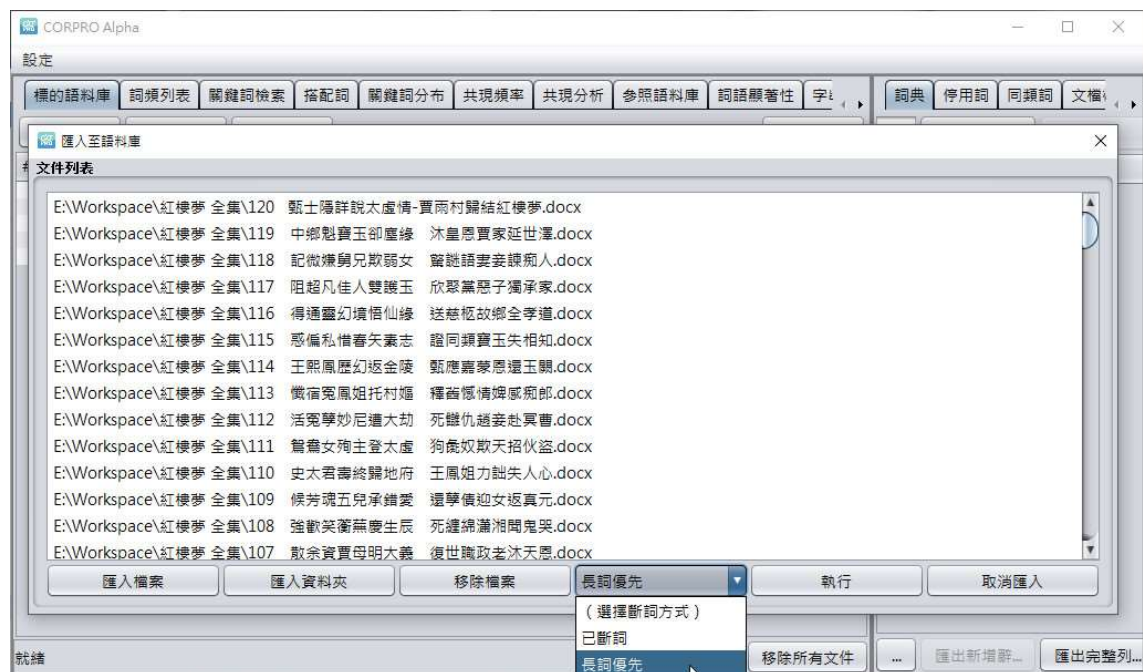 CORPRO Alpha
設定
標的語料庫 詞頻列表 關鍵詞檢索 搭配詞 關鍵詞分布 共現頻率 共現分析 參照語料庫 詞語顯著性 詞典 停用詞 同類詞 文檔
匯入至語料庫
文件列表
E:\Workspace\紅樓夢 全集\120 甄士隱詳說太虛情-賈雨村歸結紅樓夢.docx
E:\Workspace\紅樓夢 全集\119 中鄉魁寶玉卻塵緣 沐皇恩賈家延世澤.docx
E:\Workspace\紅樓夢 全集\118 記微嫌舅兄欺弱女 驚謎語妻妾諫痴人.docx
E:\Workspace\紅樓夢 全集\117 阻超凡佳人雙護玉 欣聚黨惡子獨承家.docx
E:\Workspace\紅樓夢 全集\116 得通靈幻境悟仙緣 送慈柩故鄉全孝道.docx
E:\Workspace\紅樓夢 全集\115 惑偏私惜春矢素志 證同類寶玉失相知.docx
E:\Workspace\紅樓夢 全集\114 王熙鳳歷幻返金陵 甄應嘉蒙恩還玉闕.docx
E:\Workspace\紅樓夢 全集\113 懺宿冤鳳姐托村嫗 釋舊憾情婢感痴郎.docx
E:\Workspace\紅樓夢 全集\112 活冤孽妙尼遭大劫 死讎仇趙妾赴冥曹.docx
E:\Workspace\紅樓夢 全集\111 鴛鴦女殉主登太虛 狗彘奴欺天招伙盜.docx
E:\Workspace\紅樓夢 全集\110 史太君壽終歸地府 王鳳姐力詘失人心.docx
E:\Workspace\紅樓夢 全集\109 候芳魂五兒承錯愛 還孽債迎女返真元.docx
E:\Workspace\紅樓夢 全集\108 強歡笑蘅蕪慶生辰 死纏綿瀟湘聞鬼哭.docx
E:\Workspace\紅樓夢 全集\107 散余資賈母明大義 復世職政老沐天恩.docx
匯入檔案 匯入資料夾 移除檔案 長詞優先 執行 取消匯入
（選擇斷詞方式）
已斷詞
長詞優先
就緒 移除所有文件 ... 匯出新增辭... 匯出完整列...